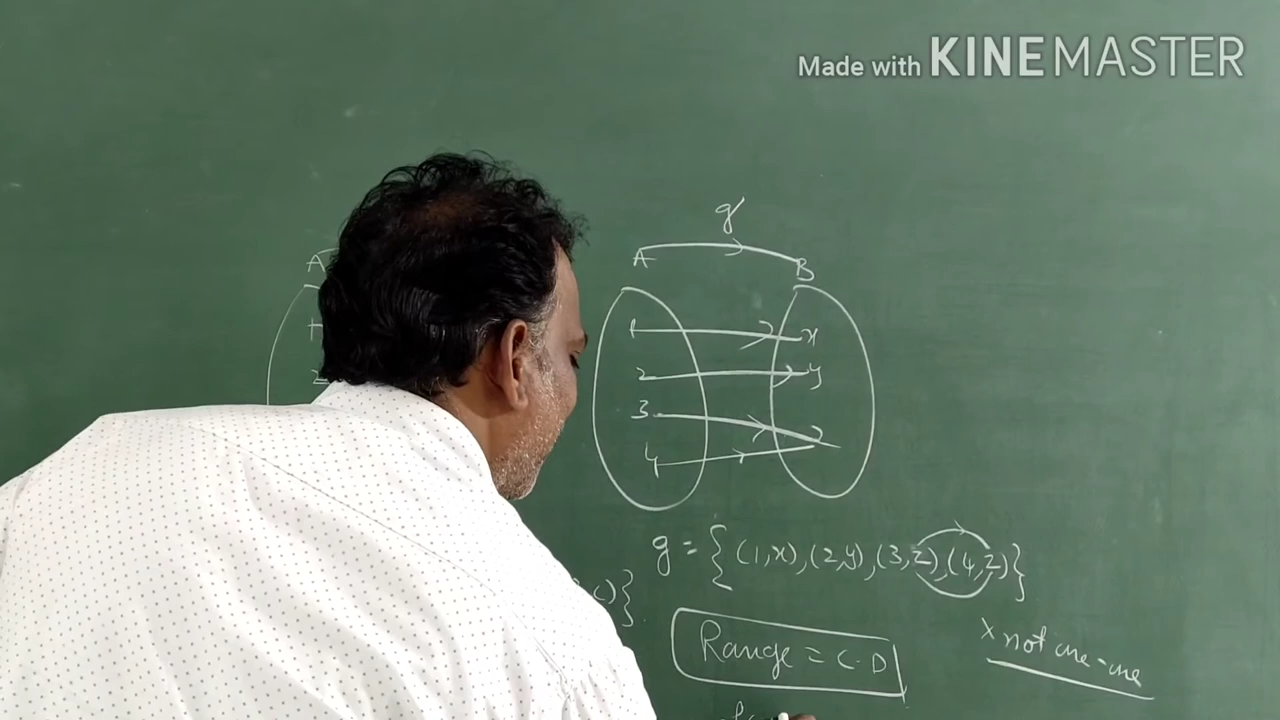 Made with KINEMASTER
g
A B
A
1 x
2 y
3 z
4
g = {(1,x),(2,y),(3,z),(4,z)}
c)}
x not one-one
Range = C.D